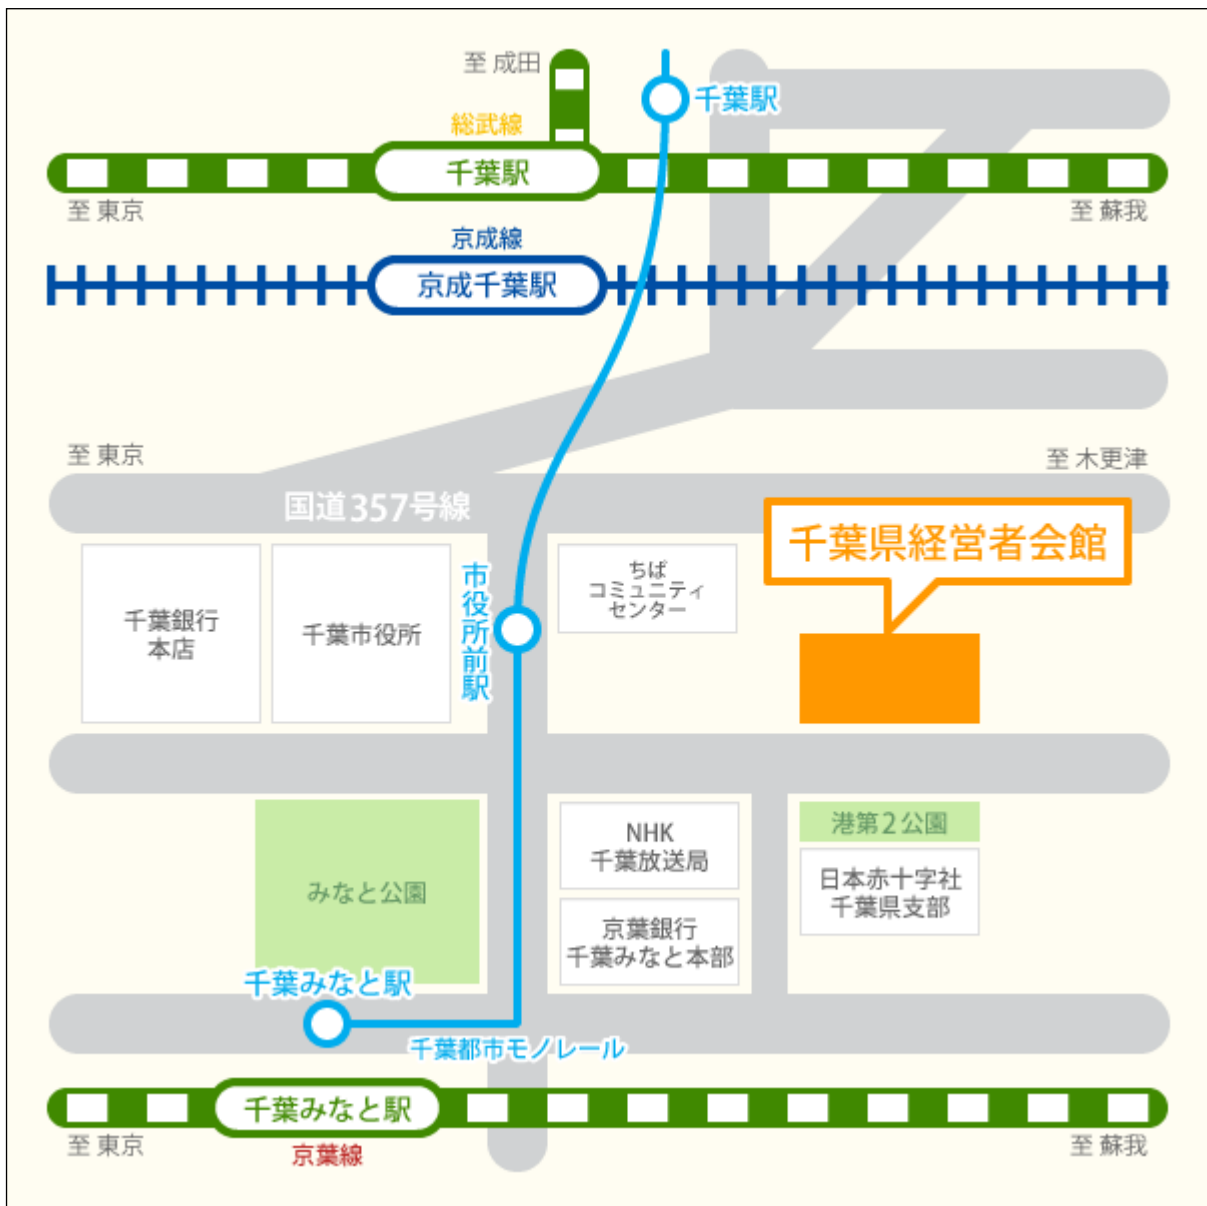 至 成田
千葉駅
総武線
千葉駅
至 東京
至 蘇我
京成線
京成千葉駅
至 東京
至 木更津
国道357号線
千葉県経営者会館
千葉銀行
本店
千葉市役所
市役所前駅
ちば
コミュニティ
センター
みなと公園
NHK
千葉放送局
京葉銀行
千葉みなと本部
港第2公園
日本赤十字社
千葉県支部
千葉みなと駅
千葉都市モノレール
千葉みなと駅
至 東京
京葉線
至 蘇我